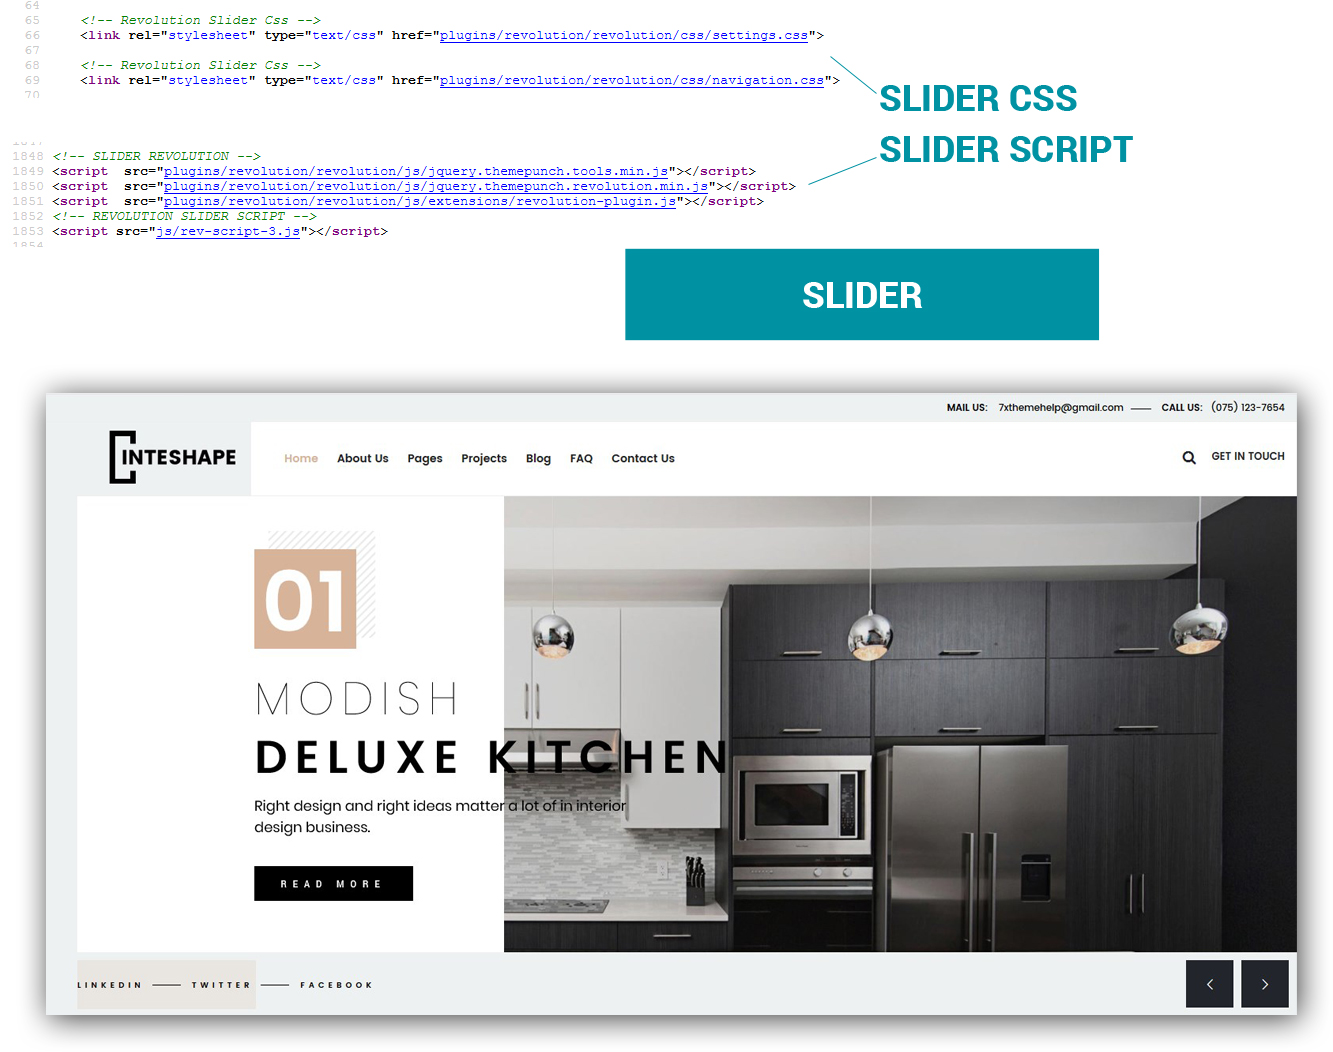 64
65 <!-- Revolution Slider Css -->
66 <link rel="stylesheet" type="text/css" href="plugins/revolution/revolution/css/settings.css">
67
68 <!-- Revolution Slider Css -->
69 <link rel="stylesheet" type="text/css" href="plugins/revolution/revolution/css/navigation.css">
70
SLIDER CSS
SLIDER SCRIPT
1847
1848 <!-- SLIDER REVOLUTION -->
1849 <script  src="plugins/revolution/revolution/js/jquery.themepunch.tools.min.js"></script>
1850 <script  src="plugins/revolution/revolution/js/jquery.themepunch.revolution.min.js"></script>
1851 <script  src="plugins/revolution/revolution/js/extensions/revolution-plugin.js"></script>
1852 <!-- REVOLUTION SLIDER SCRIPT -->
1853 <script src="js/rev-script-3.js"></script>
1854
SLIDER
MAIL US: 7xthemehelp@gmail.com CALL US: (075) 123-7654
INTESHAPE
Home About Us Pages Projects Blog FAQ Contact Us
GET IN TOUCH
01
MODISH
DELUXE KITCHEN
Right design and right ideas matter a lot of in interior
design business.
READ MORE
LINKEDIN TWITTER FACEBOOK